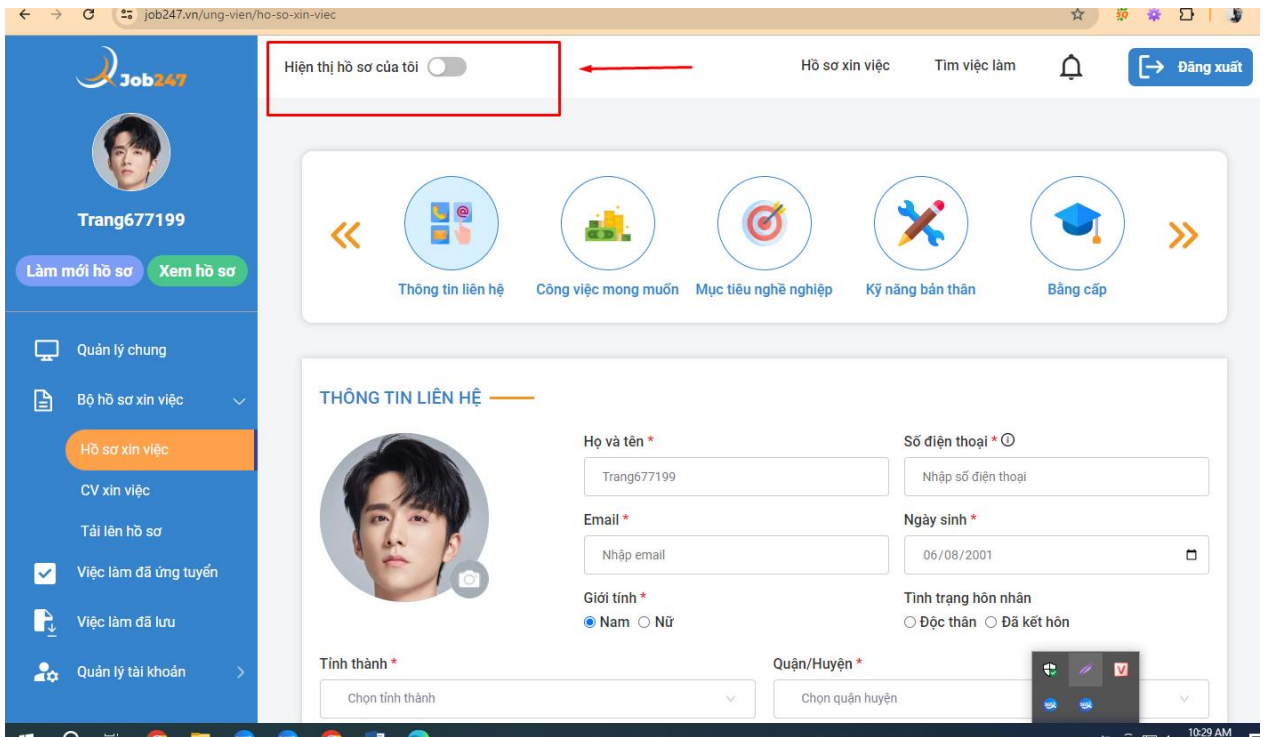 job247.vn/ung-vien/ho-so-xin-viec
Job247
Hiện thị hồ sơ của tôi
Hồ sơ xin việc
Tìm việc làm
Đăng xuất
Trang677199
Làm mới hồ sơ
Xem hồ sơ
Thông tin liên hệ
Công việc mong muốn
Mục tiêu nghề nghiệp
Kỹ năng bản thân
Bằng cấp
Quản lý chung
Bộ hồ sơ xin việc
Hồ sơ xin việc
CV xin việc
Tải lên hồ sơ
Việc làm đã ứng tuyển
Việc làm đã lưu
Quản lý tài khoản
THÔNG TIN LIÊN HỆ
Họ và tên *
Trang677199
Số điện thoại *
Nhập số điện thoại
Email *
Nhập email
Ngày sinh *
06/08/2001
Giới tính *
Nam
Nữ
Tình trạng hôn nhân
Độc thân
Đã kết hôn
Tỉnh thành *
Chọn tỉnh thành
Quận/Huyện *
Chọn quận huyện
10:29 AM